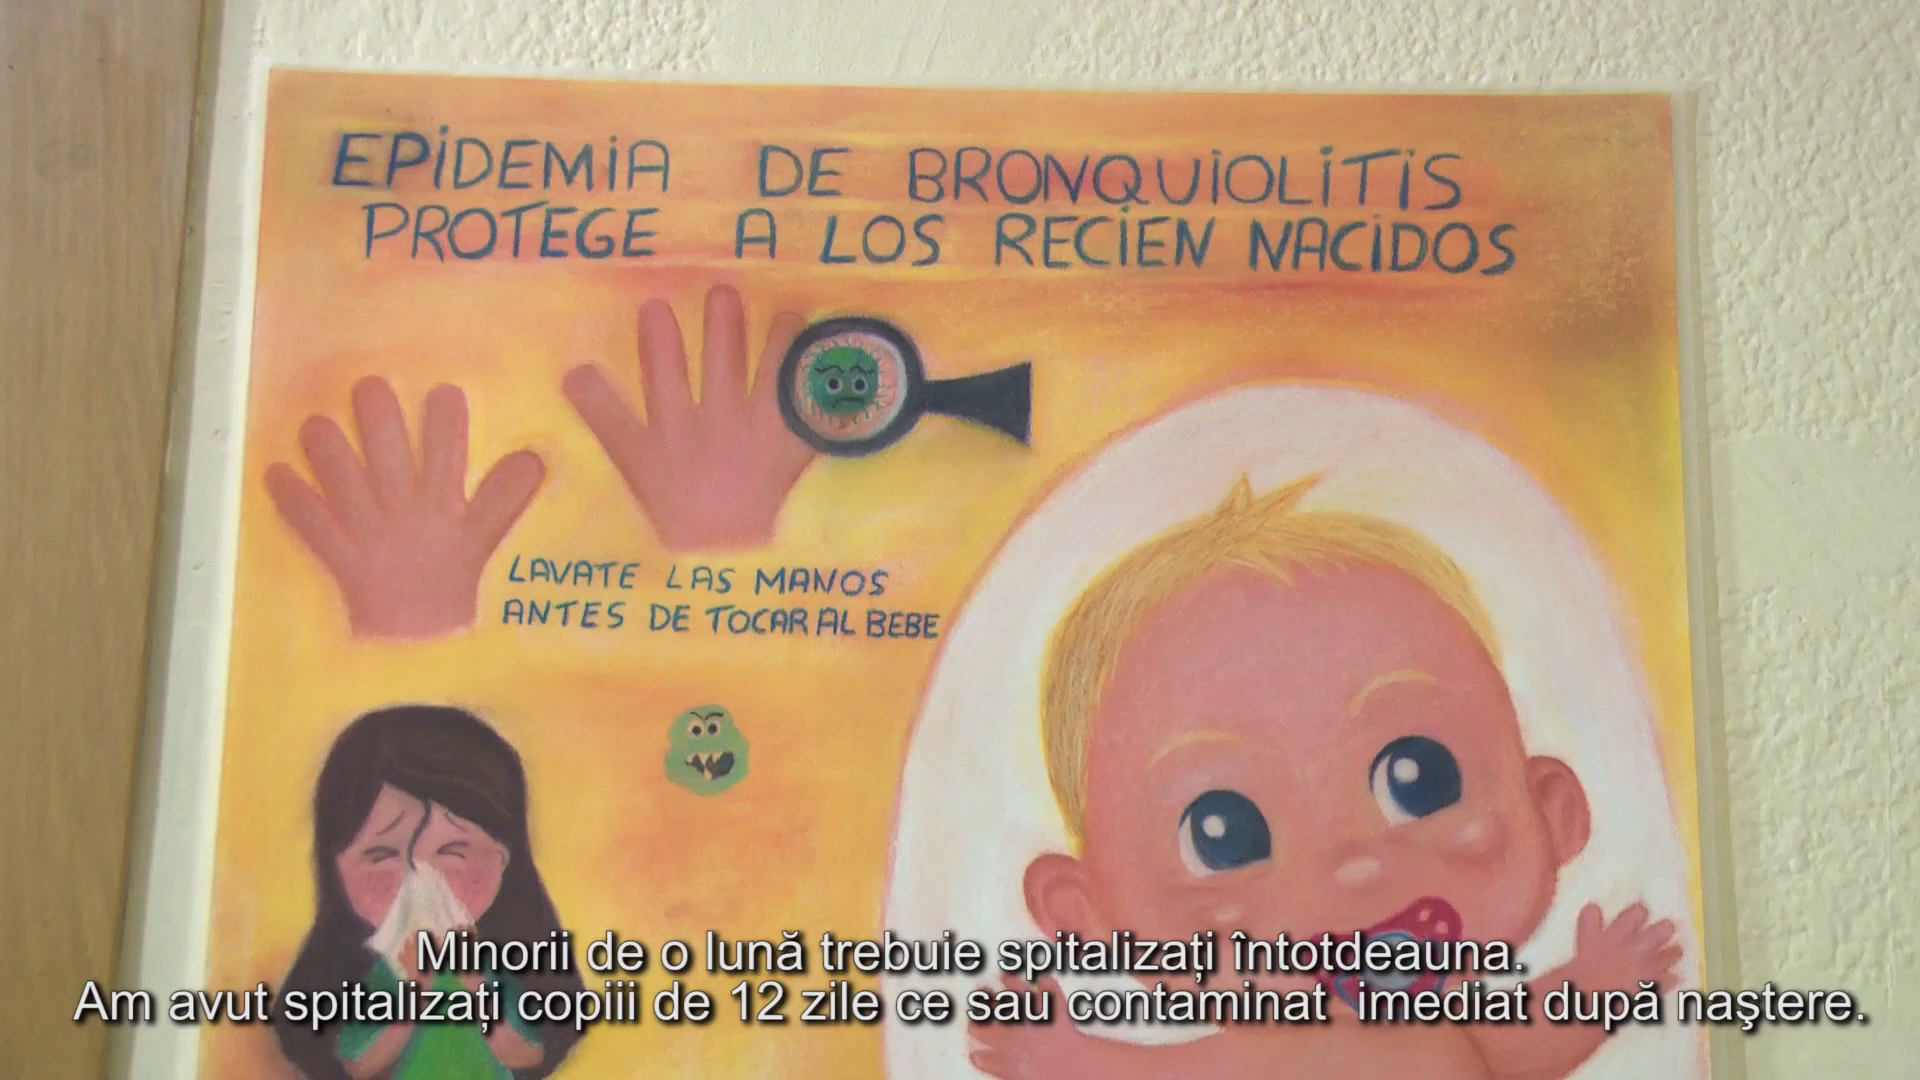 EPiDEMiA DE BRONQUiOLiTiS
PROTEGE A LOS RECiEN NACiDOS
LAVATE LAS MANOS
ANTES DE TOCAR AL BEBE
Minorii de o lună trebuie spitalizați întotdeauna.
Am avut spitalizați copiii de 12 zile ce sau contaminat imediat după naştere.